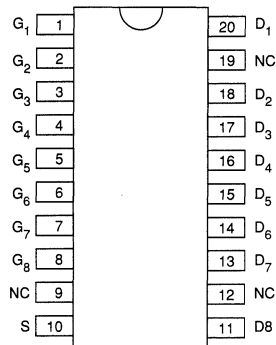 G1 1 20 D1
G2 2 19 NC
G3 3 18 D2
G4 4 17 D3
G5 5 16 D4
G6 6 15 D5
G7 7 14 D6
G8 8 13 D7
NC 9 12 NC
S 10 11 D8